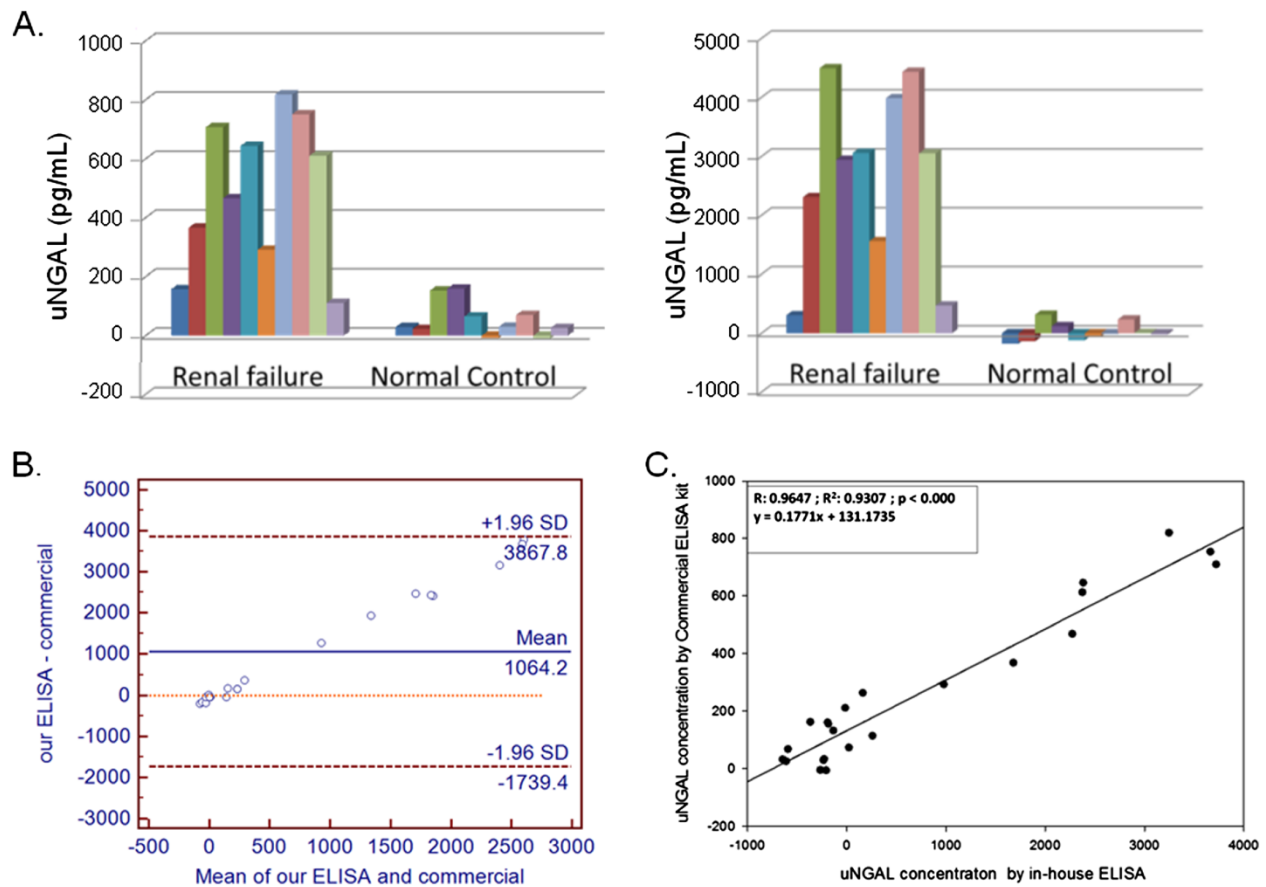 A.
uNGAL (pg/mL)
1000
800
600
400
200
0
-200
Renal failure
Normal Control
uNGAL (pg/mL)
5000
4000
3000
2000
1000
0
-1000
Renal failure
Normal Control
B.
our ELISA - commercial
5000
4000
3000
2000
1000
0
-1000
-2000
-3000
+1.96 SD
3867.8
Mean
1064.2
-1.96 SD
-1739.4
-500 0 500 1000 1500 2000 2500 3000
Mean of our ELISA and commercial
C.
uNGAL concentration by Commercial ELISA kit
1000
800
600
400
200
0
-200
R: 0.9647 ; R²: 0.9307 ; p < 0.000
y = 0.1771x + 131.1735
-1000 0 1000 2000 3000 4000
uNGAL concentraton by in-house ELISA